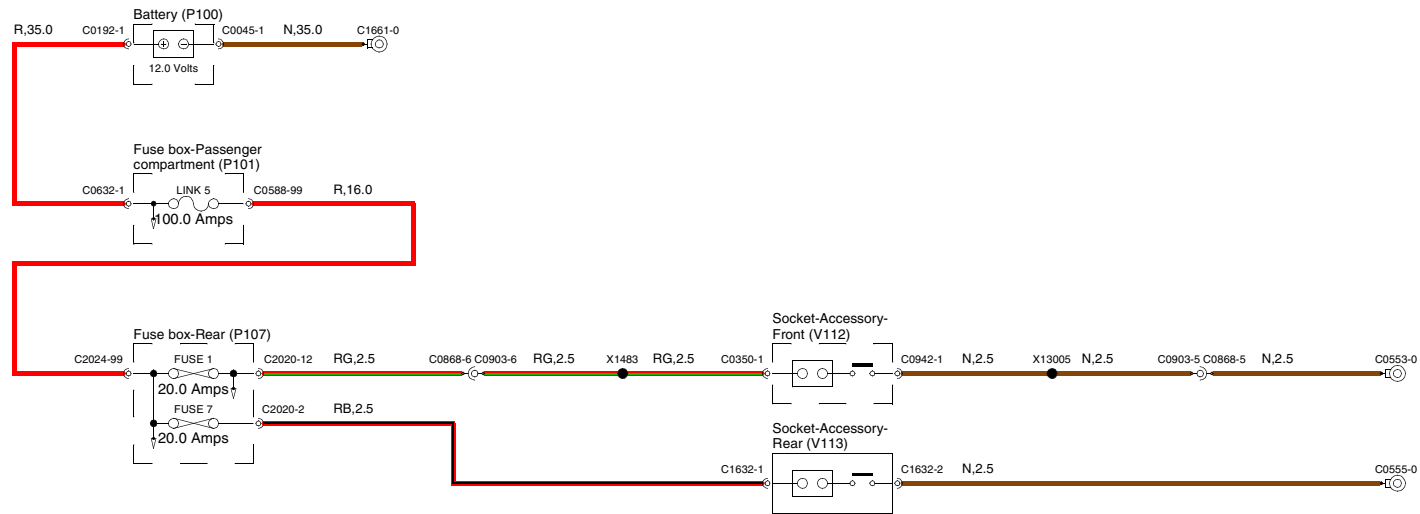 Battery (P100)
R,35.0
C0192-1
C0045-1
N,35.0
C1661-0
12.0 Volts
Fuse box-Passenger
compartment (P101)
C0632-1
LINK 5
C0588-99
R,16.0
100.0 Amps
Fuse box-Rear (P107)
C2024-99
FUSE 1
C2020-12
RG,2.5
C0868-6
C0903-6
RG,2.5
X1483
RG,2.5
C0350-1
Socket-Accessory-
Front (V112)
C0942-1
N,2.5
X13005
N,2.5
C0903-5
C0868-5
N,2.5
C0553-0
20.0 Amps
FUSE 7
C2020-2
RB,2.5
20.0 Amps
Socket-Accessory-
Rear (V113)
C1632-1
C1632-2
N,2.5
C0555-0